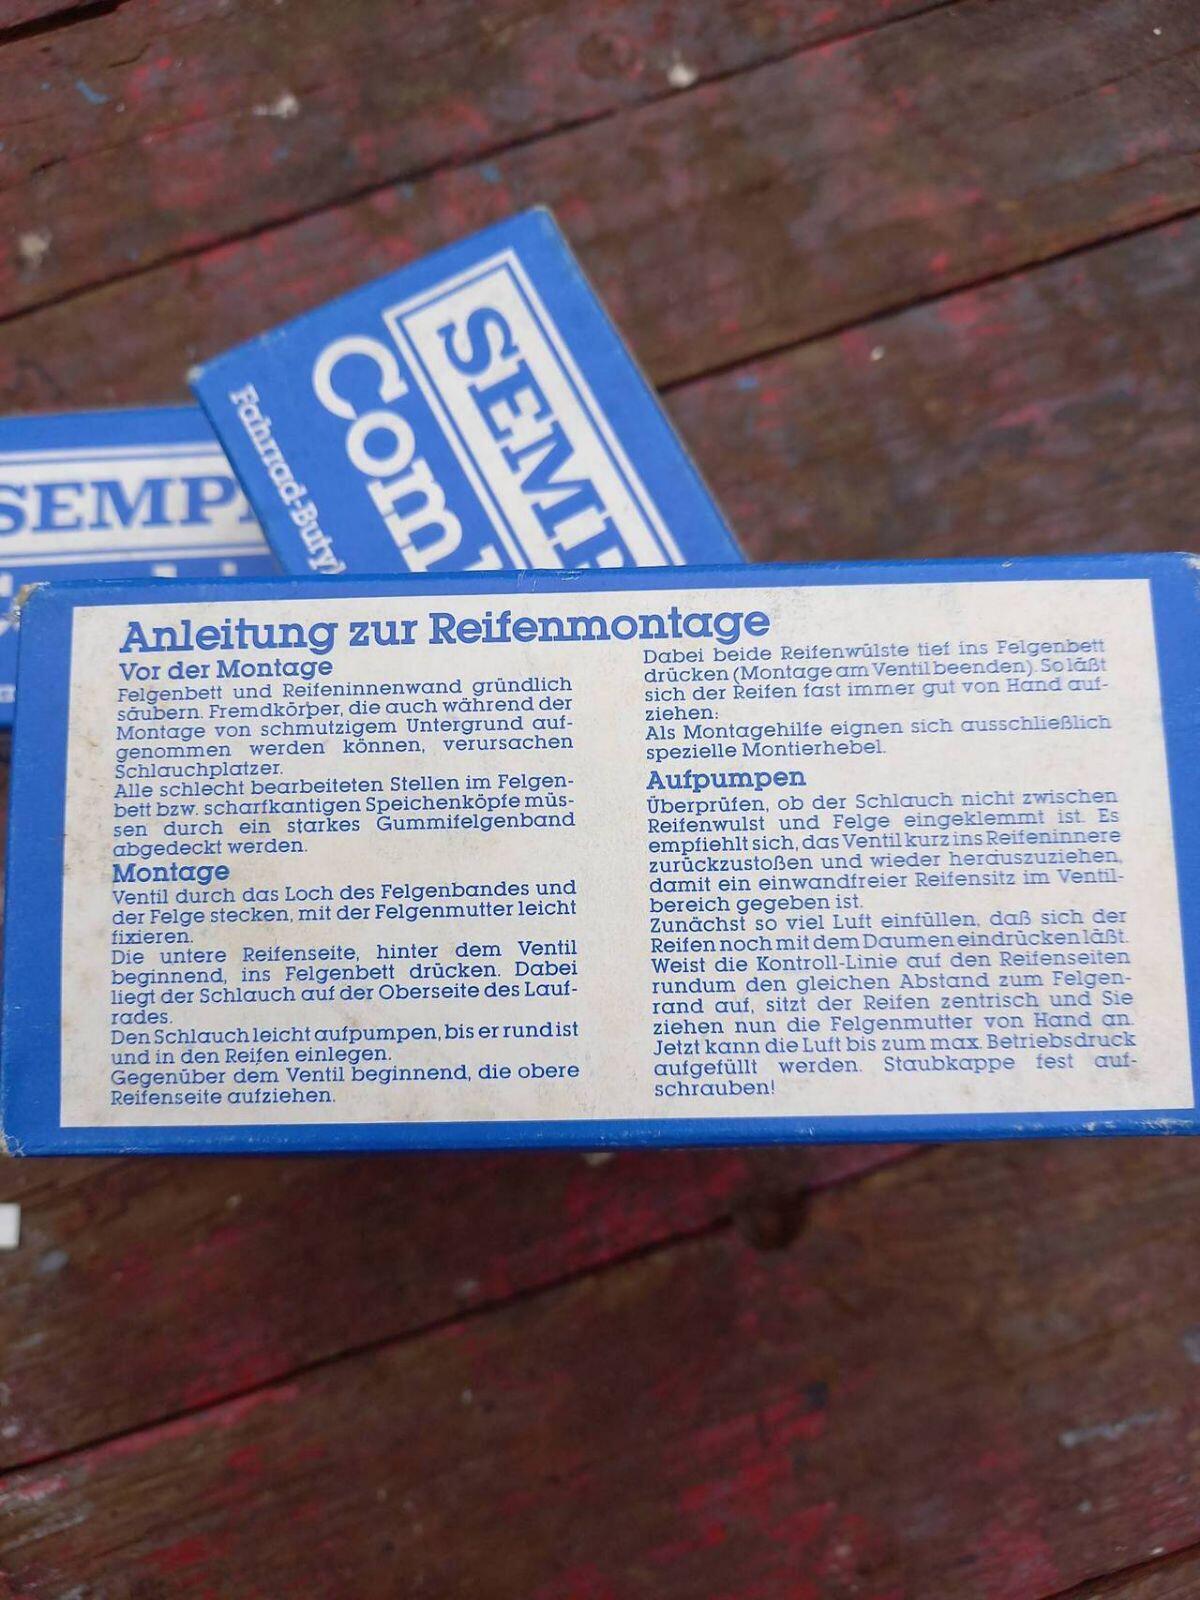 SEMP
Com
Fahrrad-Butyl
SEMP
Anleitung zur Reifenmontage
Vor der Montage
Felgenbett und Reifeninnenwand gründlich
säubern. Fremdkörper, die auch während der
Montage von schmutzigem Untergrund auf-
genommen werden können, verursachen
Schlauchplatzer.
Alle schlecht bearbeiteten Stellen im Felgen-
bett bzw. scharfkantigen Speichenköpfe müs-
sen durch ein starkes Gummifelgenband
abgedeckt werden.
Montage
Ventil durch das Loch des Felgenbandes und
der Felge stecken, mit der Felgenmutter leicht
fixieren.
Die untere Reifenseite, hinter dem Ventil
beginnend, ins Felgenbett drücken. Dabei
liegt der Schlauch auf der Oberseite des Lauf-
rades.
Den Schlauch leicht aufpumpen, bis er rund ist
und in den Reifen einlegen.
Gegenüber dem Ventil beginnend, die obere
Reifenseite aufziehen.
Dabei beide Reifenwülste tief ins Felgenbett
drücken (Montage am Ventil beenden). So läßt
sich der Reifen fast immer gut von Hand auf-
ziehen.
Als Montagehilfe eignen sich ausschließlich
spezielle Montierhebel.
Aufpumpen
Überprüfen, ob der Schlauch nicht zwischen
Reifenwulst und Felge eingeklemmt ist. Es
empfiehlt sich, das Ventil kurz ins Reifeninnere
zurückzustoßen und wieder herauszuziehen,
damit ein einwandfreier Reifensitz im Ventil-
bereich gegeben ist.
Zunächst so viel Luft einfüllen, daß sich der
Reifen noch mit dem Daumen eindrücken läßt.
Weist die Kontroll-Linie auf den Reifenseiten
rundum den gleichen Abstand zum Felgen-
rand auf, sitzt der Reifen zentrisch und Sie
ziehen nun die Felgenmutter von Hand an.
Jetzt kann die Luft bis zum max. Betriebsdruck
aufgefüllt werden. Staubkappe fest auf-
schrauben!